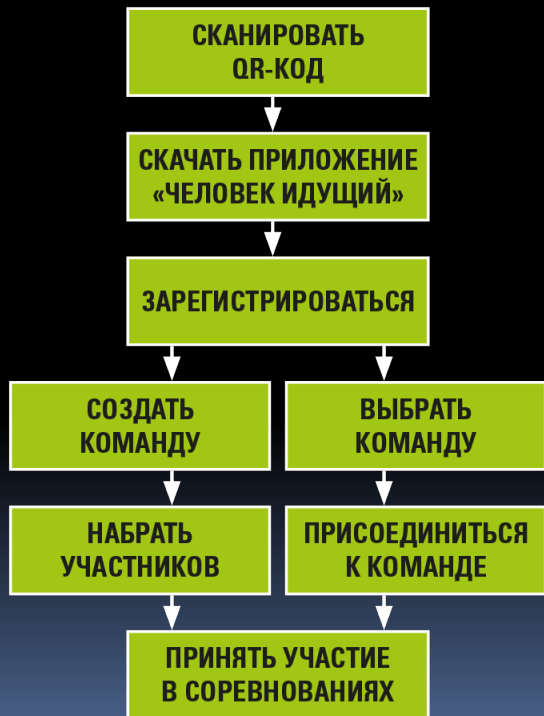 СКАНИРОВАТЬ
QR-КОД
СКАЧАТЬ ПРИЛОЖЕНИЕ
«ЧЕЛОВЕК ИДУЩИЙ»
ЗАРЕГИСТРИРОВАТЬСЯ
СОЗДАТЬ
КОМАНДУ
ВЫБРАТЬ
КОМАНДУ
НАБРАТЬ
УЧАСТНИКОВ
ПРИСОЕДИНИТЬСЯ
К КОМАНДЕ
ПРИНЯТЬ УЧАСТИЕ
В СОРЕВНОВАНИЯХ